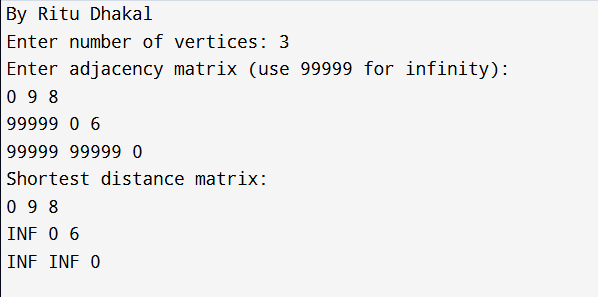 By Ritu Dhakal
Enter number of vertices: 3
Enter adjacency matrix (use 99999 for infinity):
0 9 8
99999 0 6
99999 99999 0
Shortest distance matrix:
0 9 8
INF 0 6
INF INF 0